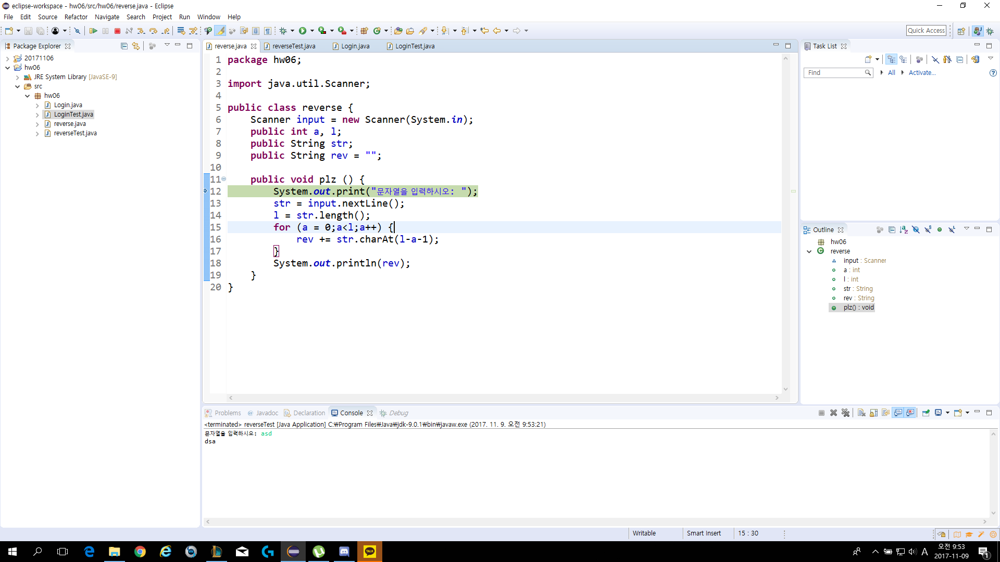 eclipse-workspace - hw06/src/hw06/reverse.java - Eclipse
File Edit Source Refactor Navigate Search Project Run Window Help
Quick Access
Package Explorer
20171106
hw06
JRE System Library [JavaSE-9]
src
hw06
Login.java
LoginTest.java
reverse.java
reverseTest.java
reverse.java reverseTest.java Login.java LoginTest.java
1 package hw06;
2
3 import java.util.Scanner;
4
5 public class reverse {
6 Scanner input = new Scanner(System.in);
7 public int a, l;
8 public String str;
9 public String rev = "";
10
11 public void plz () {
12 System.out.print("문자열을 입력하시오: ");
13 str = input.nextLine();
14 l = str.length();
15 for (a = 0;a<l;a++) {
16 rev += str.charAt(l-a-1);
17 }
18 System.out.println(rev);
19 }
20 }
Task List
Find All Activate...
Outline
hw06
reverse
input : Scanner
a : int
l : int
str : String
rev : String
plz() : void
Problems Javadoc Declaration Console Debug
<terminated> reverseTest [Java Application] C:₩Program Files₩Java₩jdk-9.0.1₩bin₩javaw.exe (2017. 11. 9. 오전 9:53:21)
문자열을 입력하시오: asd
dsa
Writable Smart Insert 15 : 30
TALK
A
오전 9:53
2017-11-09
1